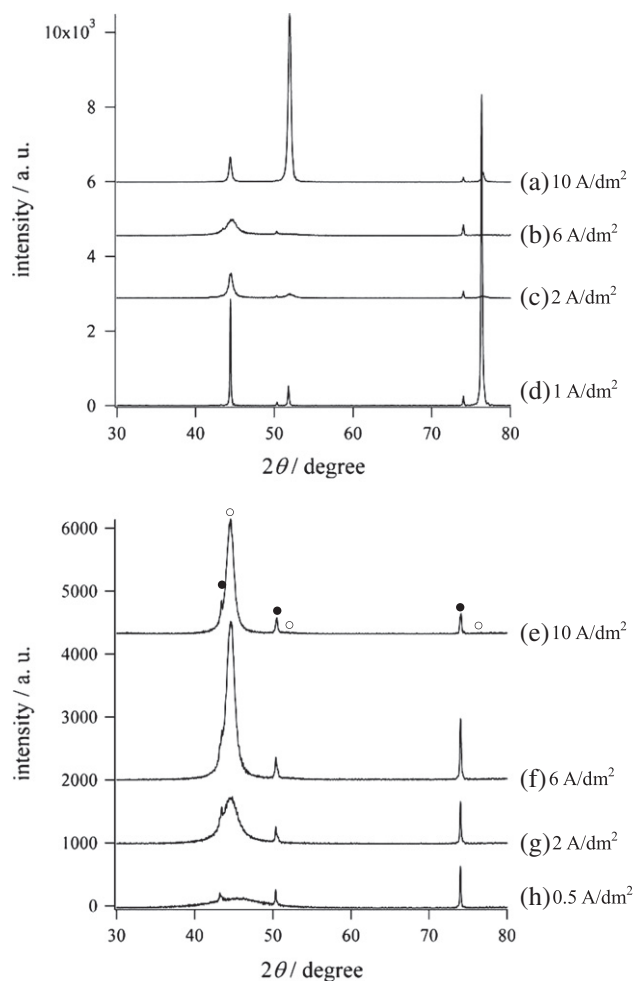 10x10³
8
6
4
2
0
intensity / a. u.
(a) 10 A/dm²
(b) 6 A/dm²
(c) 2 A/dm²
(d) 1 A/dm²
30 40 50 60 70 80
2θ / degree
6000
5000
4000
3000
2000
1000
0
intensity / a. u.
(e) 10 A/dm²
(f) 6 A/dm²
(g) 2 A/dm²
(h) 0.5 A/dm²
30 40 50 60 70 80
2θ / degree